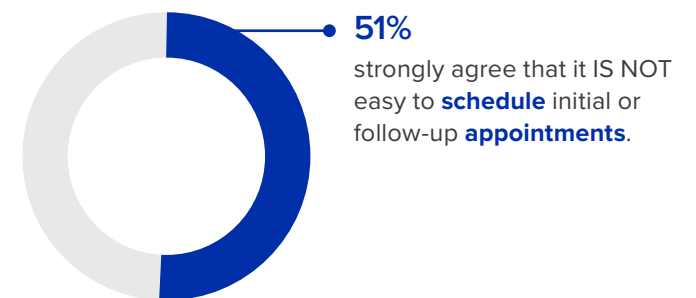 51%
strongly agree that it IS NOT
easy to schedule initial or
follow-up appointments.